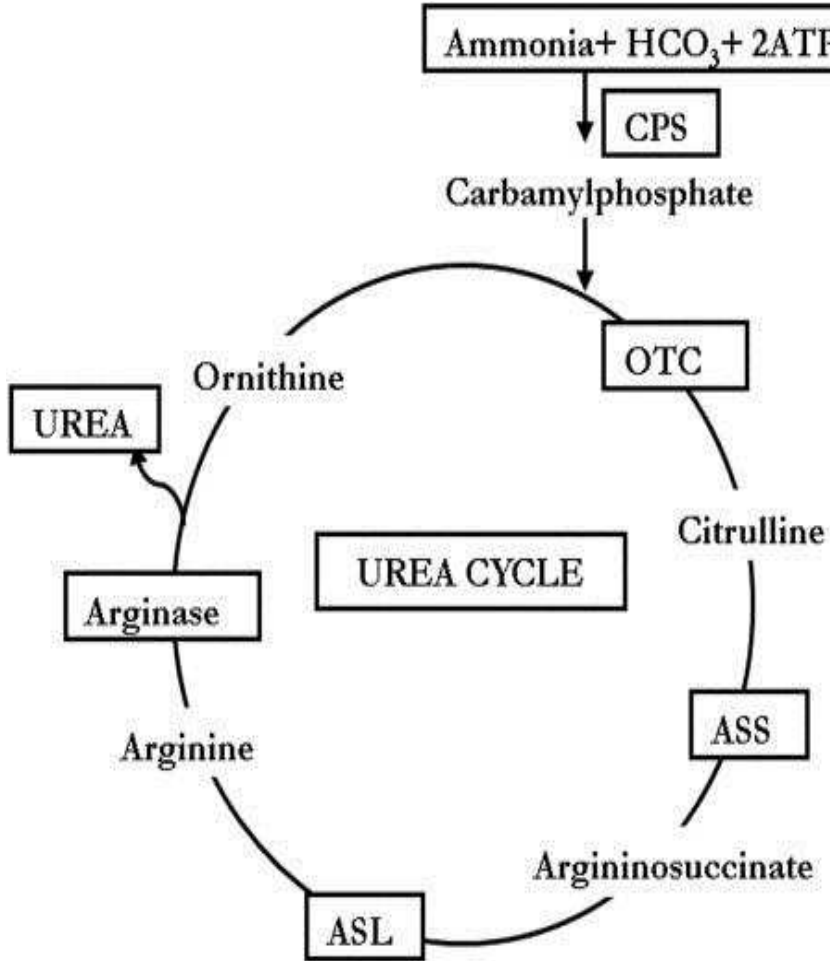 Ammonia+ HCO₃+ 2ATP
CPS
Carbamylphosphate
OTC
Ornithine
UREA
Citrulline
UREA CYCLE
Arginase
ASS
Arginine
Argininosuccinate
ASL